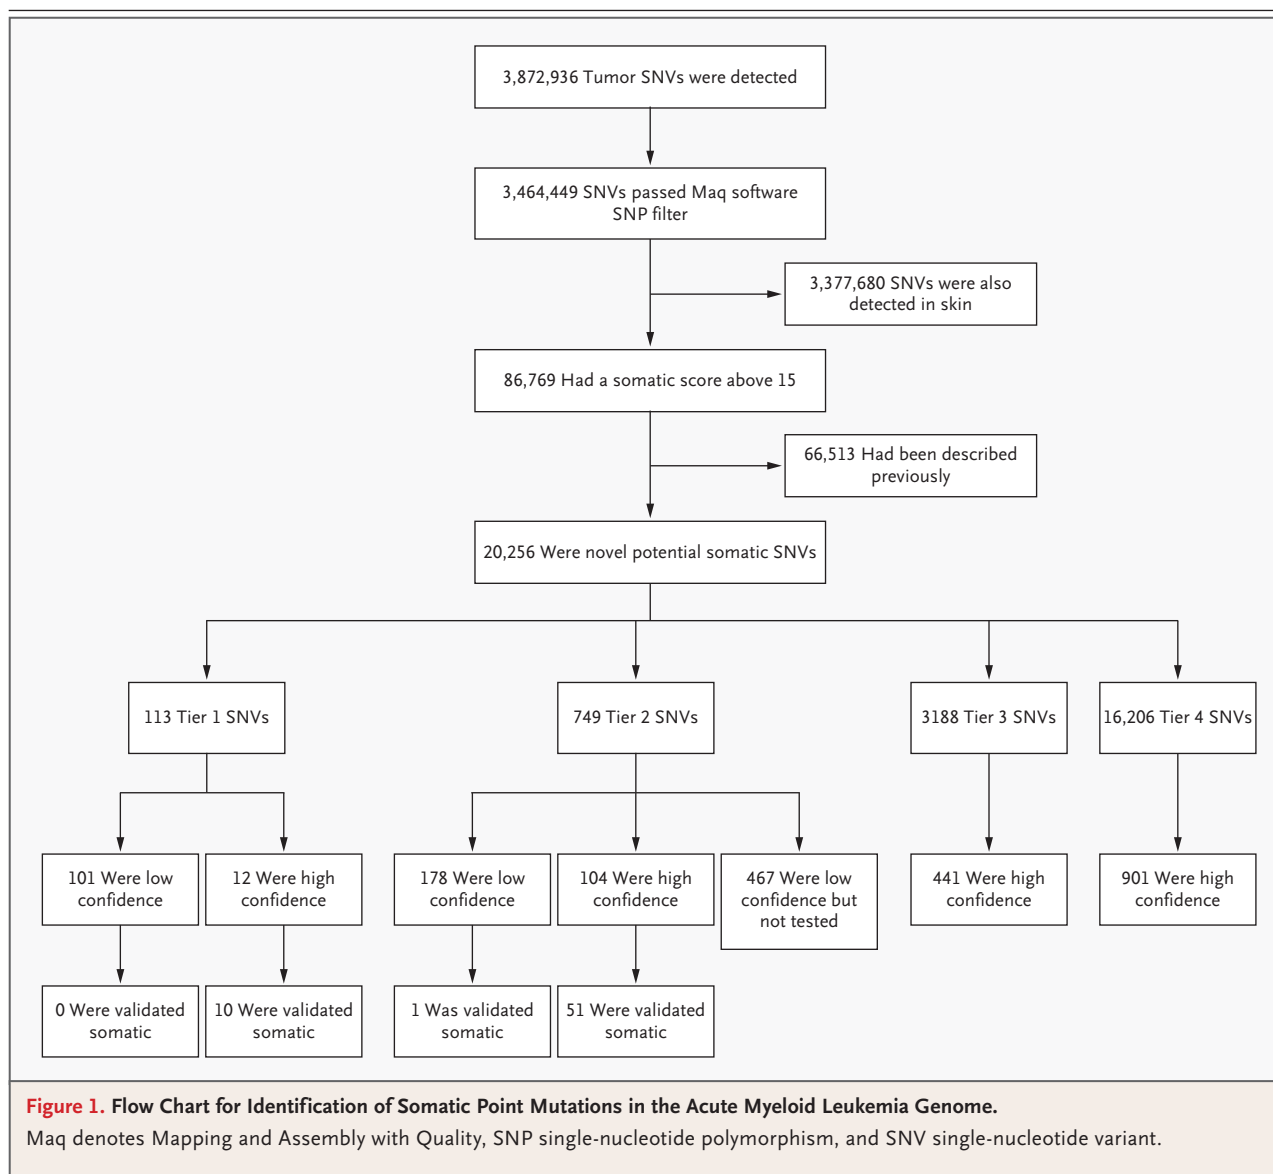 3,872,936 Tumor SNVs were detected
3,464,449 SNVs passed Maq software
SNP filter
3,377,680 SNVs were also
detected in skin
86,769 Had a somatic score above 15
66,513 Had been described
previously
20,256 Were novel potential somatic SNVs
113 Tier 1 SNVs
749 Tier 2 SNVs
3188 Tier 3 SNVs
16,206 Tier 4 SNVs
101 Were low
confidence
12 Were high
confidence
178 Were low
confidence
104 Were high
confidence
467 Were low
confidence but
not tested
441 Were high
confidence
901 Were high
confidence
0 Were validated
somatic
10 Were validated
somatic
1 Was validated
somatic
51 Were validated
somatic
Figure 1. Flow Chart for Identification of Somatic Point Mutations in the Acute Myeloid Leukemia Genome.
Maq denotes Mapping and Assembly with Quality, SNP single-nucleotide polymorphism, and SNV single-nucleotide variant.